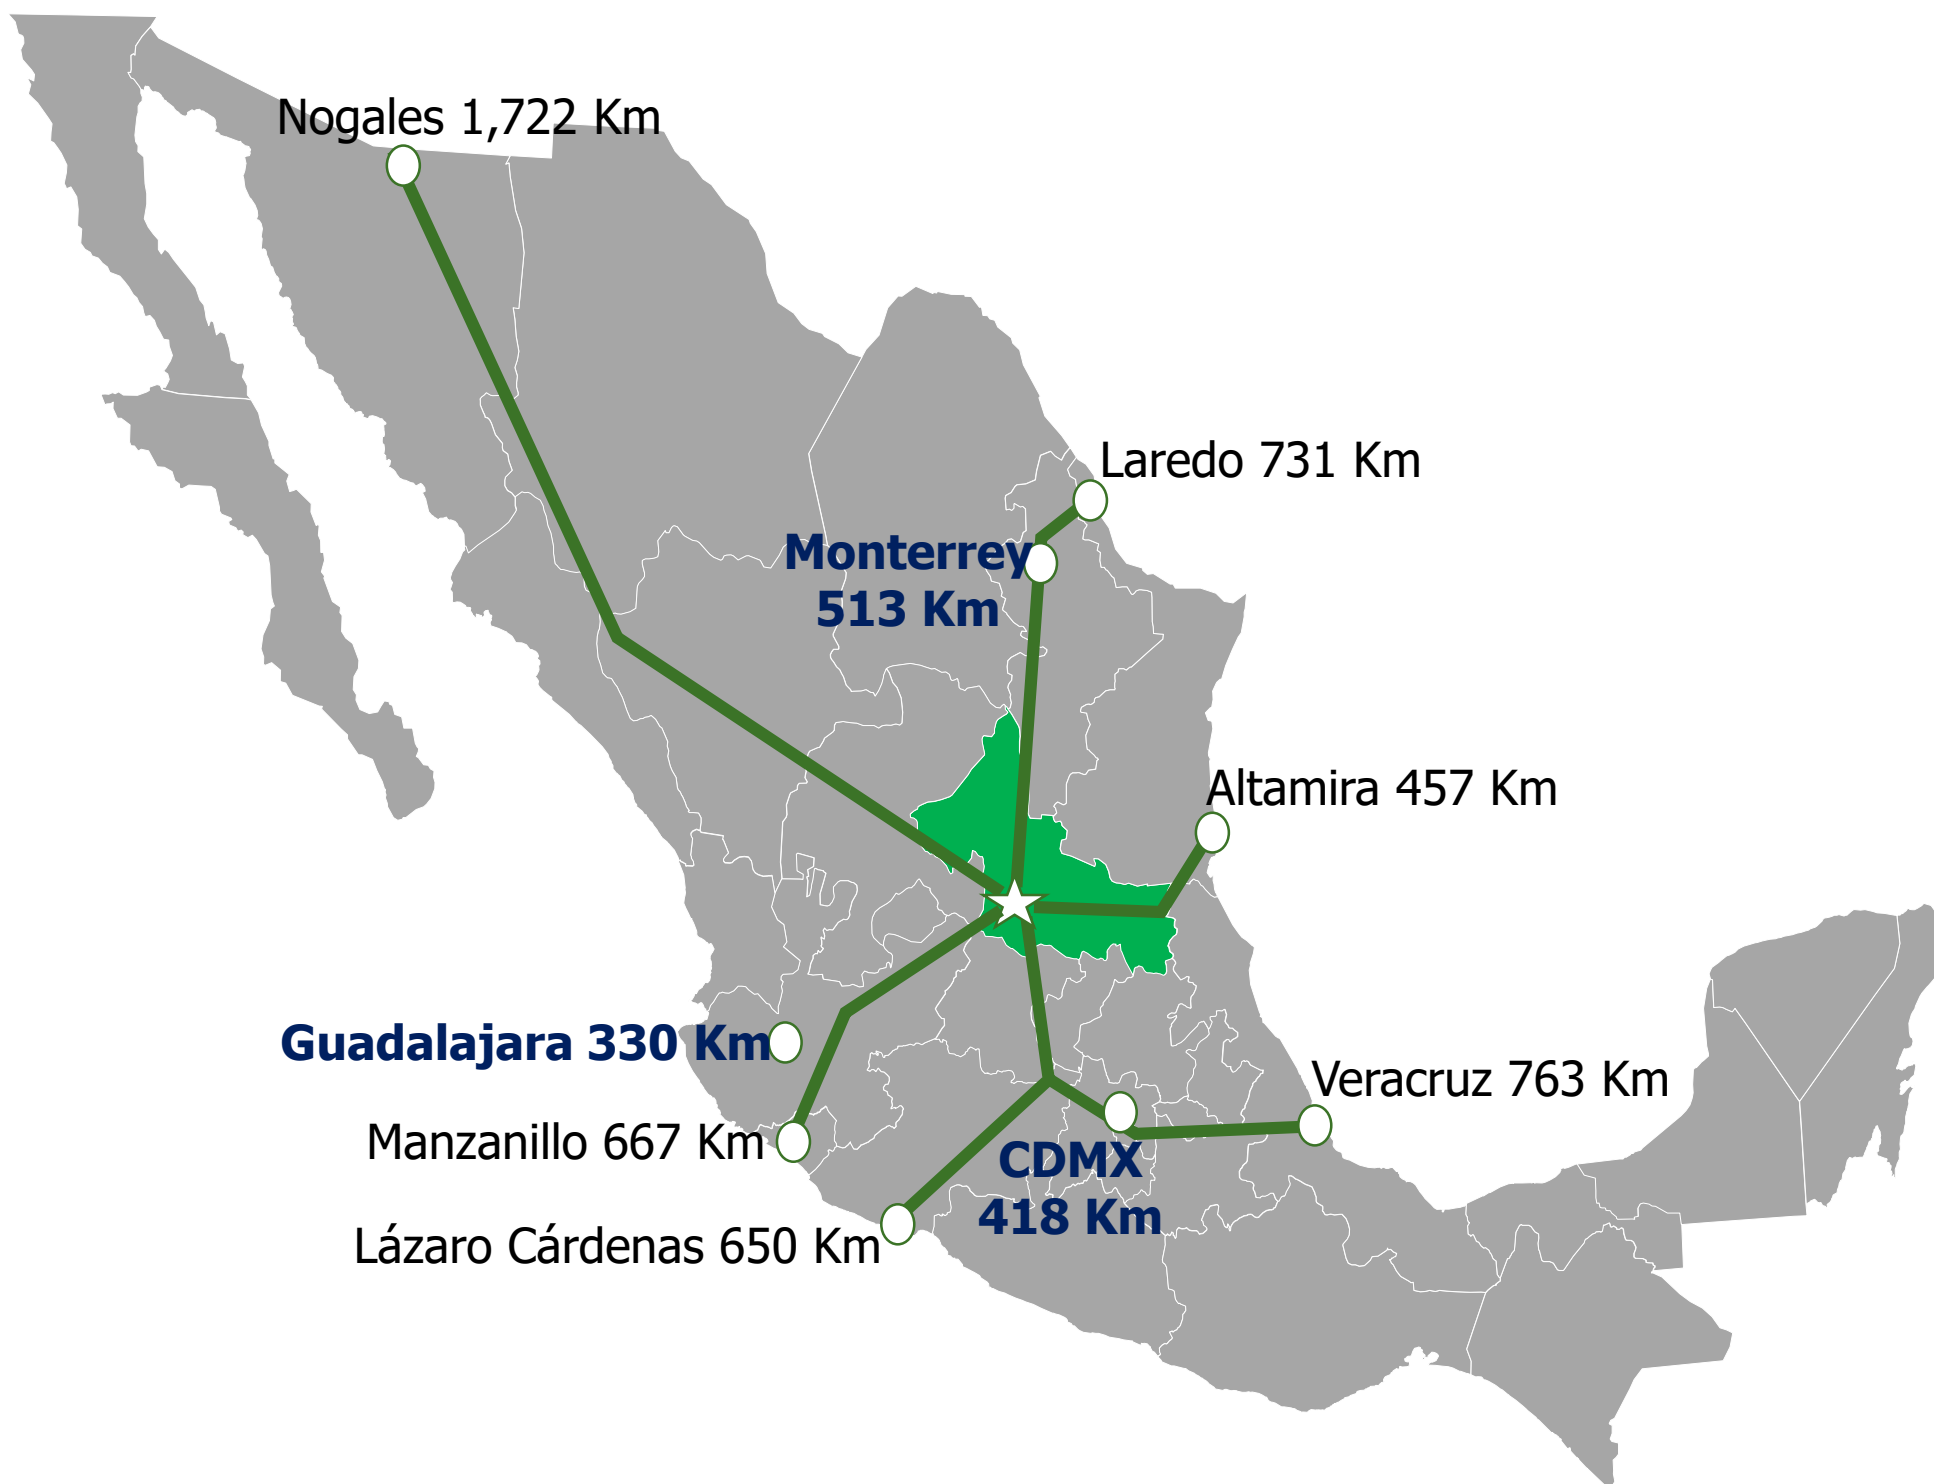 Nogales 1,722 Km
Laredo 731 Km
Monterrey
513 Km
Altamira 457 Km
Guadalajara 330 Km
Veracruz 763 Km
Manzanillo 667 Km
CDMX
418 Km
Lázaro Cárdenas 650 Km